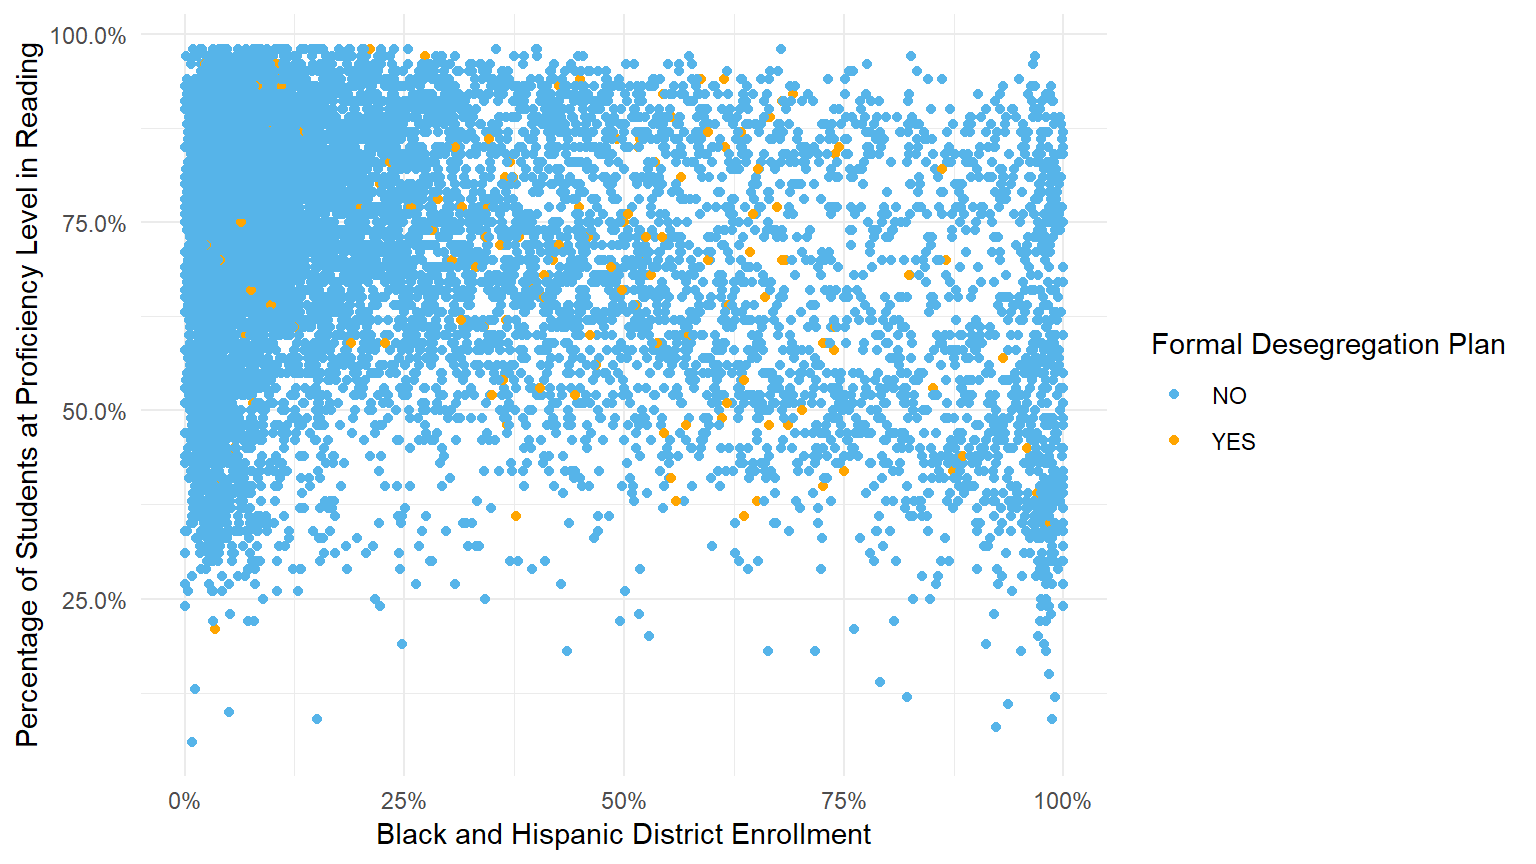 100.0%
75.0%
50.0%
25.0%
Percentage of Students at Proficiency Level in Reading
0%
25%
50%
75%
100%
Black and Hispanic District Enrollment
Formal Desegregation Plan
NO
YES